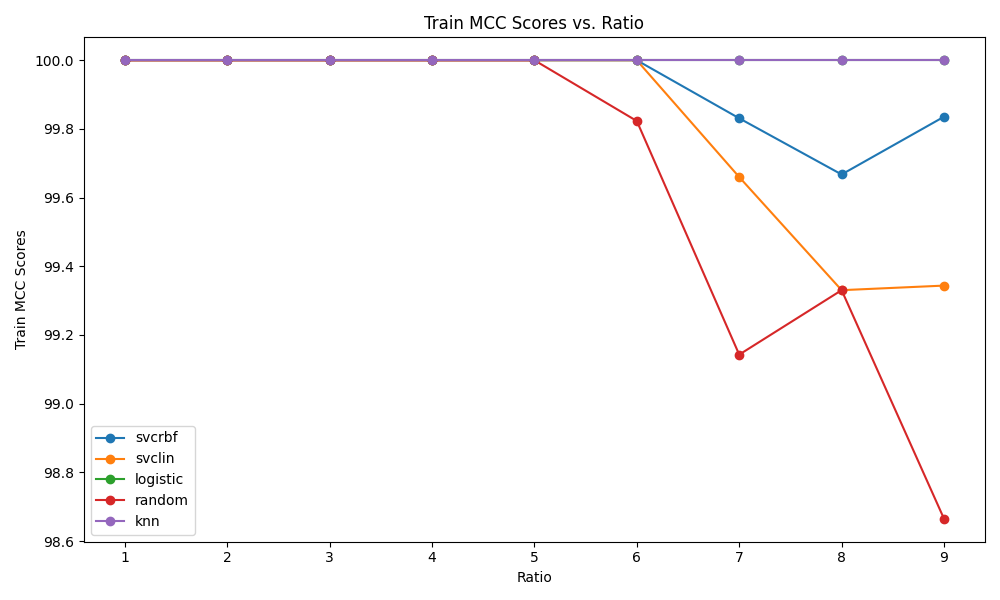 Train MCC Scores vs. Ratio
Train MCC Scores
100.0
99.8
99.6
99.4
99.2
99.0
98.8
98.6
svcrbf
svclin
logistic
random
knn
1 2 3 4 5 6 7 8 9
Ratio